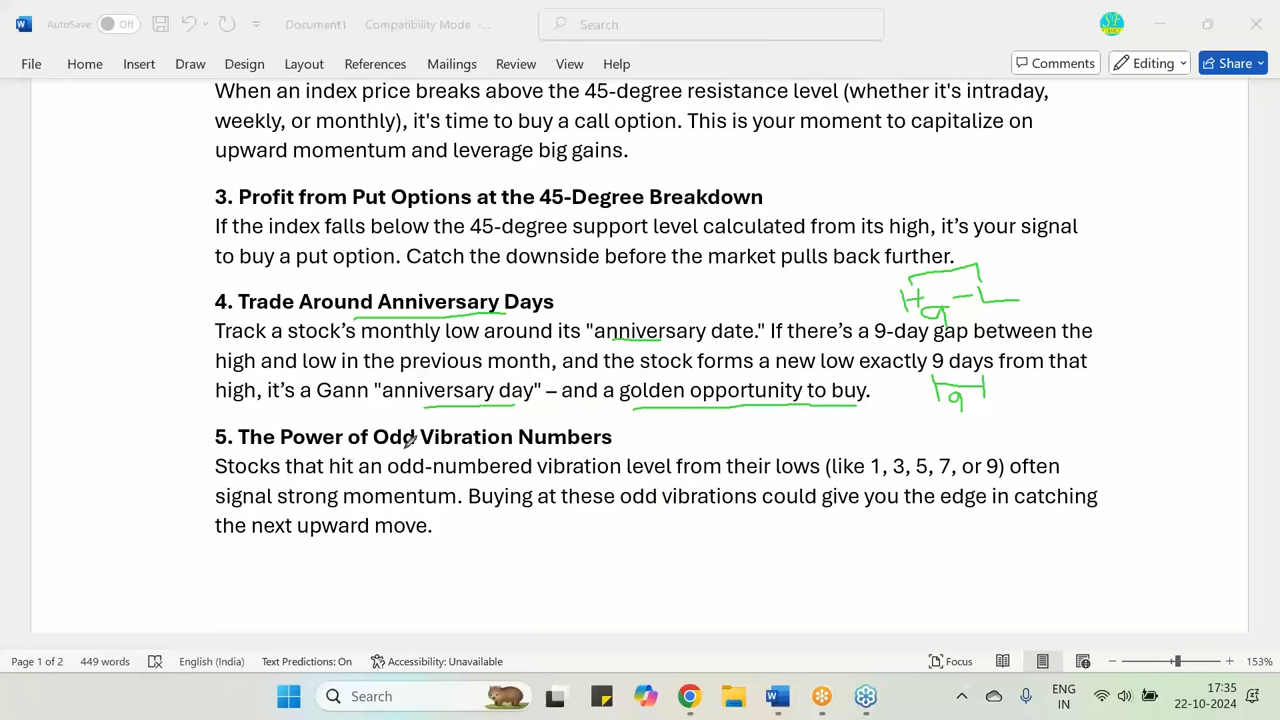 AutoSave Off Document1 Compatibility Mode - ... Search
File Home Insert Draw Design Layout References Mailings Review View Help Comments Editing Share
When an index price breaks above the 45-degree resistance level (whether it's intraday,
weekly, or monthly), it's time to buy a call option. This is your moment to capitalize on
upward momentum and leverage big gains.
3. Profit from Put Options at the 45-Degree Breakdown
If the index falls below the 45-degree support level calculated from its high, it’s your signal
to buy a put option. Catch the downside before the market pulls back further.
H - L
9
4. Trade Around Anniversary Days
Track a stock’s monthly low around its "anniversary date." If there’s a 9-day gap between the
high and low in the previous month, and the stock forms a new low exactly 9 days from that
high, it’s a Gann "anniversary day" – and a golden opportunity to buy.
9
5. The Power of Odd Vibration Numbers
Stocks that hit an odd-numbered vibration level from their lows (like 1, 3, 5, 7, or 9) often
signal strong momentum. Buying at these odd vibrations could give you the edge in catching
the next upward move.
Page 1 of 2 449 words English (India) Text Predictions: On Accessibility: Unavailable Focus 153%
Search ENG IN 17:35 22-10-2024